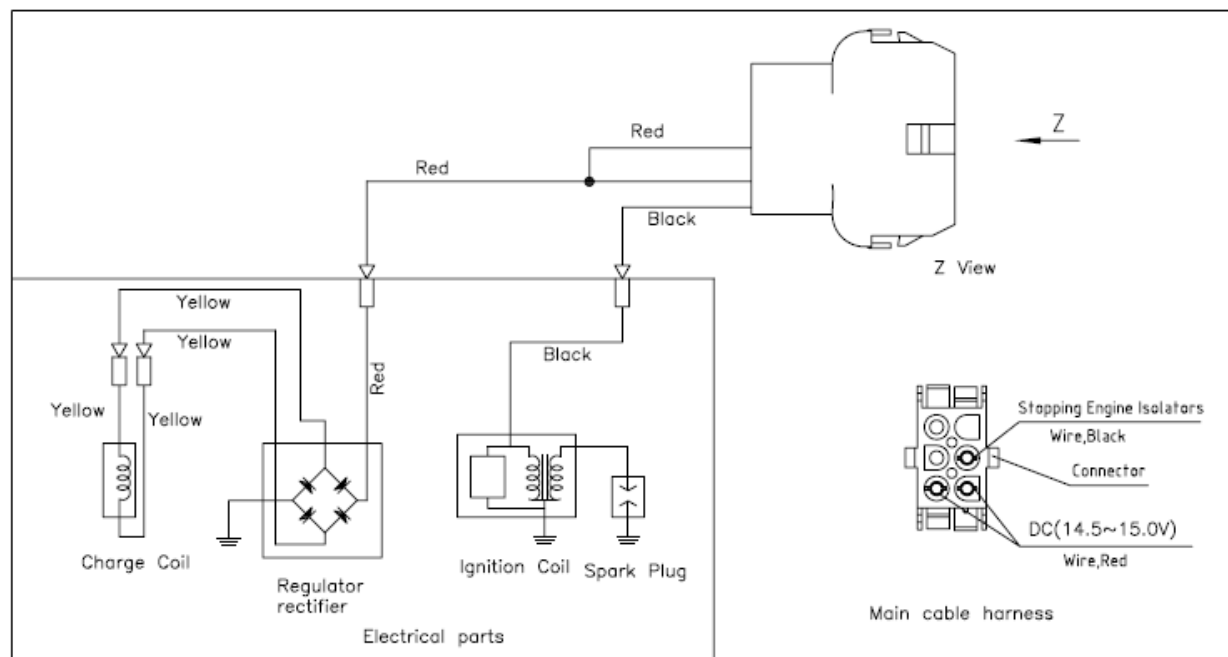 Red
Z
Red
Black
Z View
Yellow
Yellow
Black
Red
Yellow
Yellow
Stopping Engine Isolators
Wire,Black
Connector
DC(14.5~15.0V)
Wire,Red
Charge Coil
Regulator
rectifier
Ignition Coil
Spark Plug
Main cable harness
Electrical parts